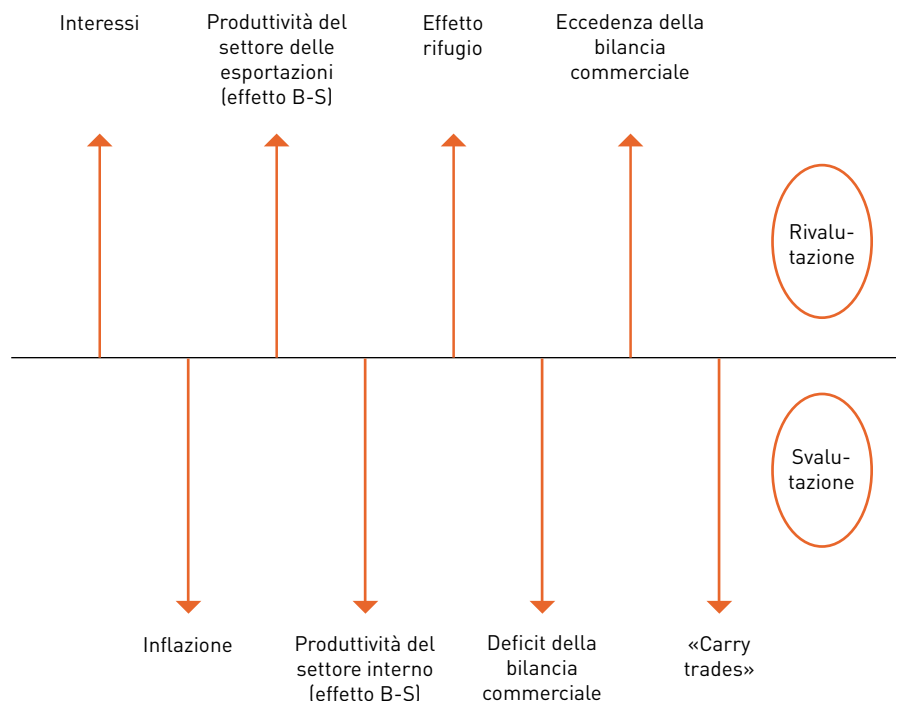 Interessi
Produttività del
settore delle
esportazioni
(effetto B-S)
Effetto
rifugio
Eccedenza della
bilancia
commerciale
Rivalu-
tazione
Svalu-
tazione
Inflazione
Produttività del
settore interno
(effetto B-S)
Deficit della
bilancia
commerciale
«Carry
trades»